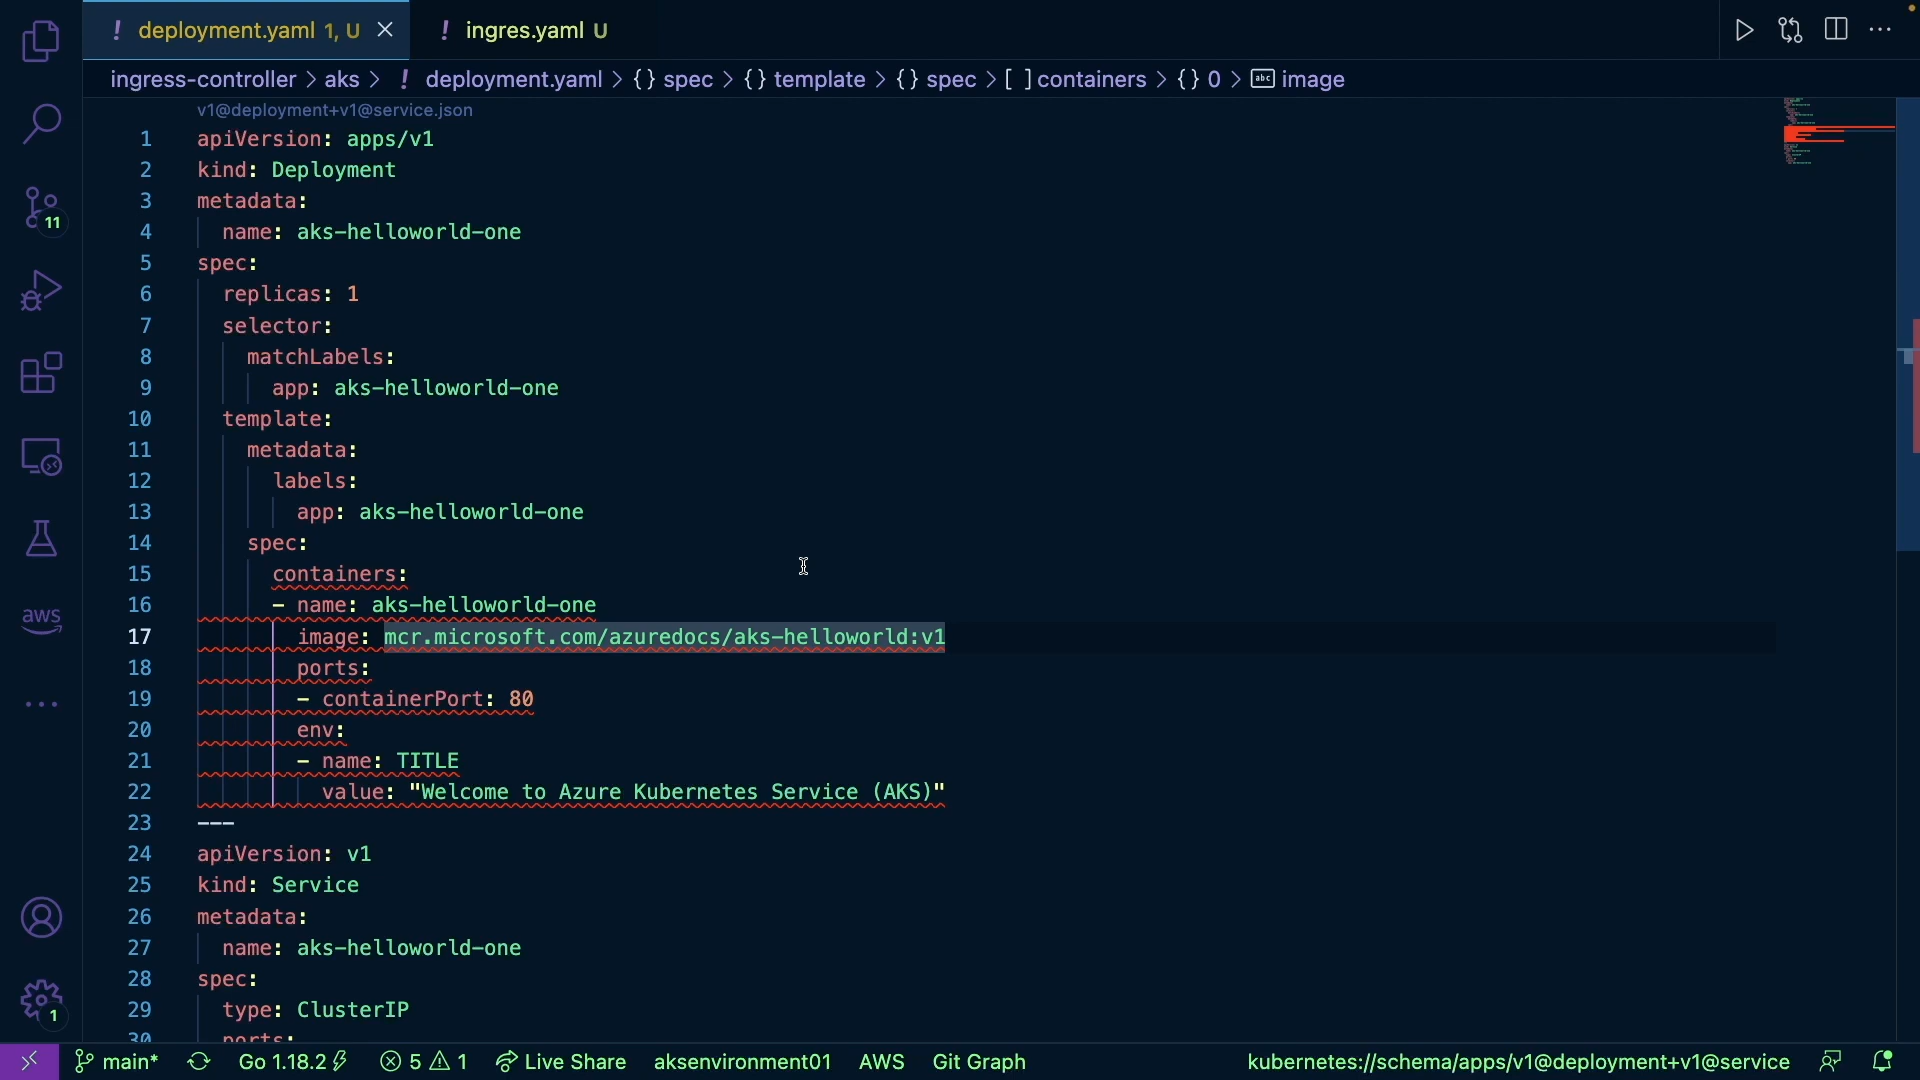 ! deployment.yaml 1, U
! ingres.yaml U
ingress-controller > aks > ! deployment.yaml > {} spec > {} template > {} spec > [ ] containers > {} 0 > abc image
v1@deployment+v1@service.json
1 apiVersion: apps/v1
2 kind: Deployment
3 metadata:
4 name: aks-helloworld-one
5 spec:
6 replicas: 1
7 selector:
8 matchLabels:
9 app: aks-helloworld-one
10 template:
11 metadata:
12 labels:
13 app: aks-helloworld-one
14 spec:
15 containers:
16 - name: aks-helloworld-one
17 image: mcr.microsoft.com/azuredocs/aks-helloworld:v1
18 ports:
19 - containerPort: 80
20 env:
21 - name: TITLE
22 value: "Welcome to Azure Kubernetes Service (AKS)"
23 ---
24 apiVersion: v1
25 kind: Service
26 metadata:
27 name: aks-helloworld-one
28 spec:
29 type: ClusterIP
30 ports:
11
aws
1
main* Go 1.18.2 5 1 Live Share aksenvironment01 AWS Git Graph kubernetes://schema/apps/v1@deployment+v1@service